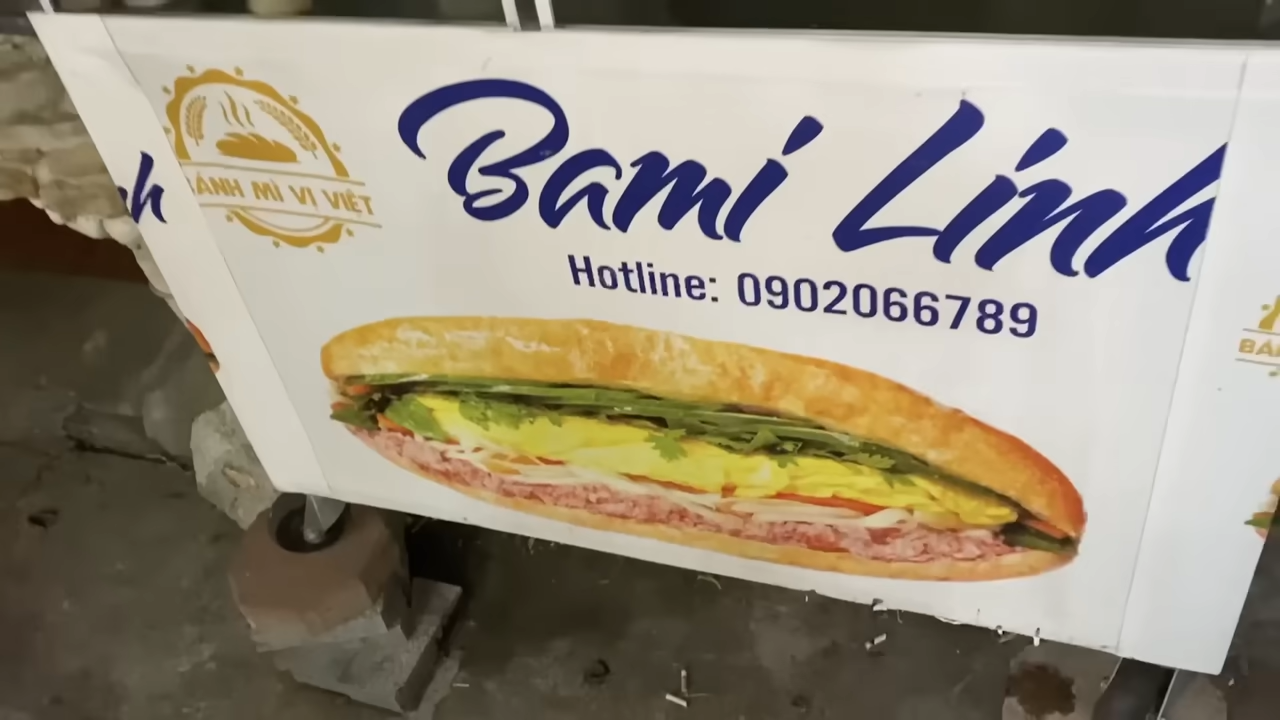 BÁNH MÌ VỊ VIỆT
Bami Linh
Hotline: 0902066789